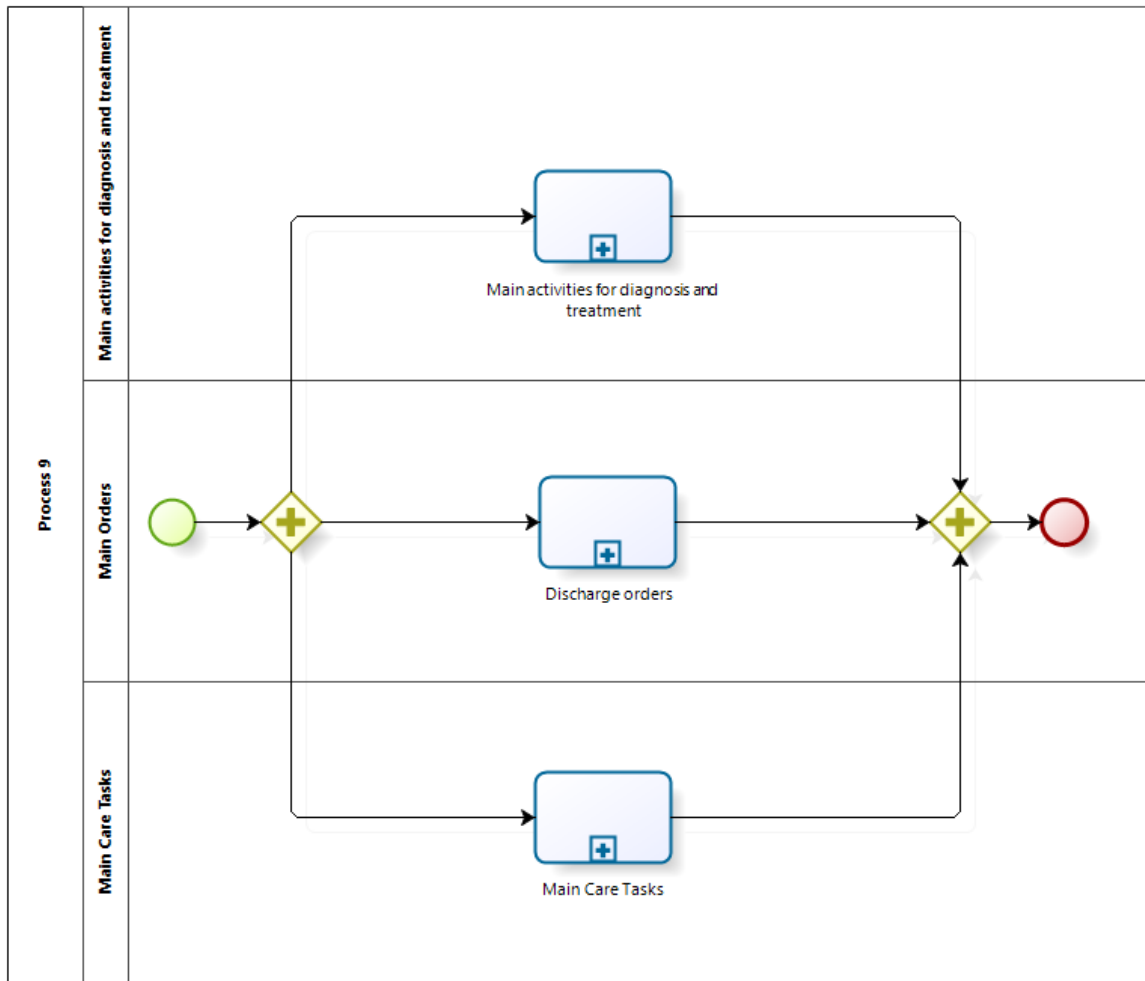 Process 9
Main activities for diagnosis and treatment
Main activities for diagnosis and
treatment
Main Orders
Discharge orders
Main Care Tasks
Main Care Tasks